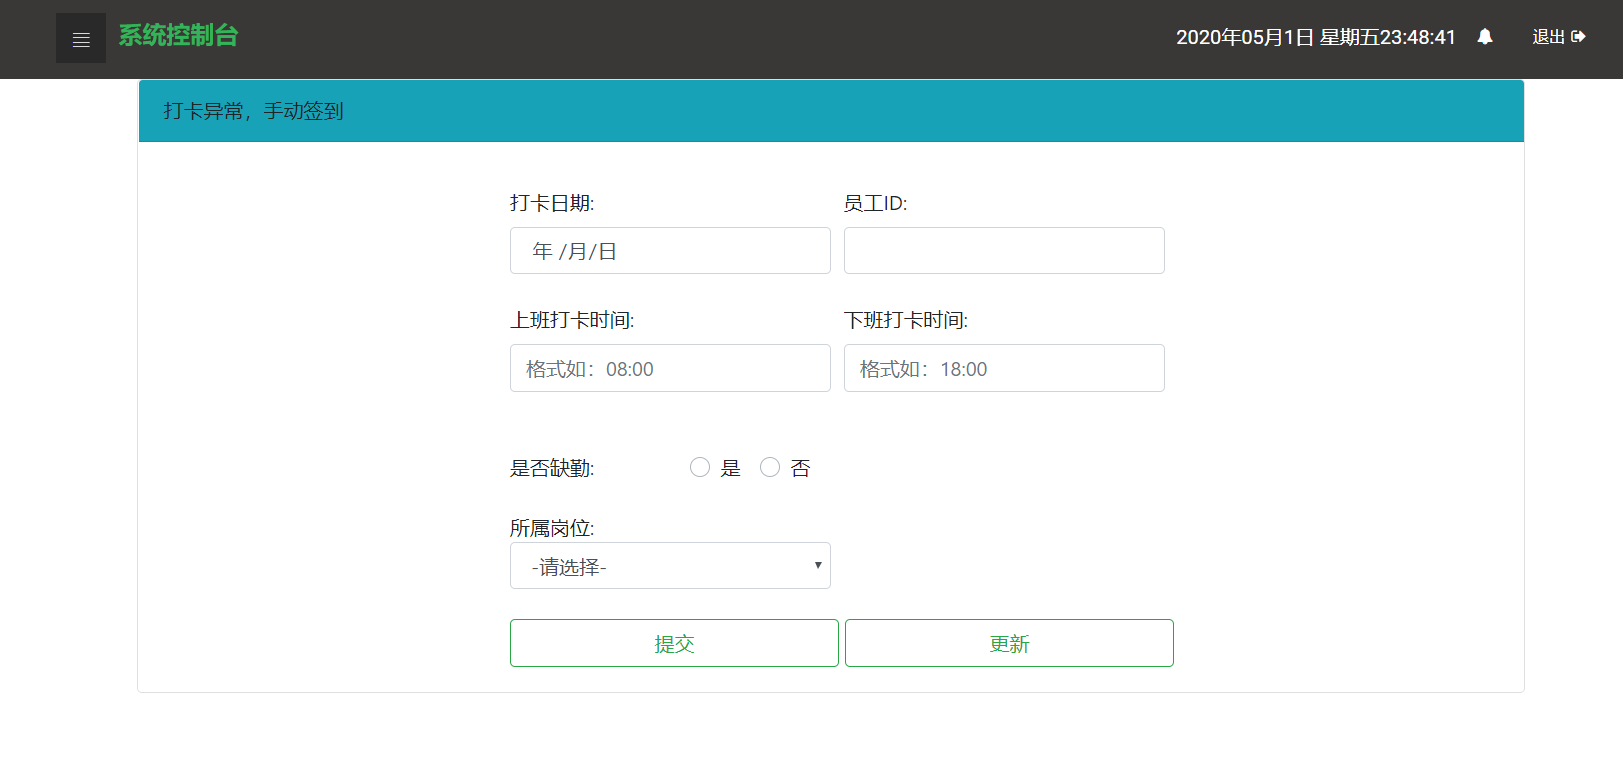 系统控制台
2020年05月1日 星期五23:48:41
退出
打卡异常，手动签到
打卡日期: 员工ID:
年 /月/日
上班打卡时间: 下班打卡时间:
格式如：08:00 格式如：18:00
是否缺勤: 是 否
所属岗位:
-请选择-
提交 更新